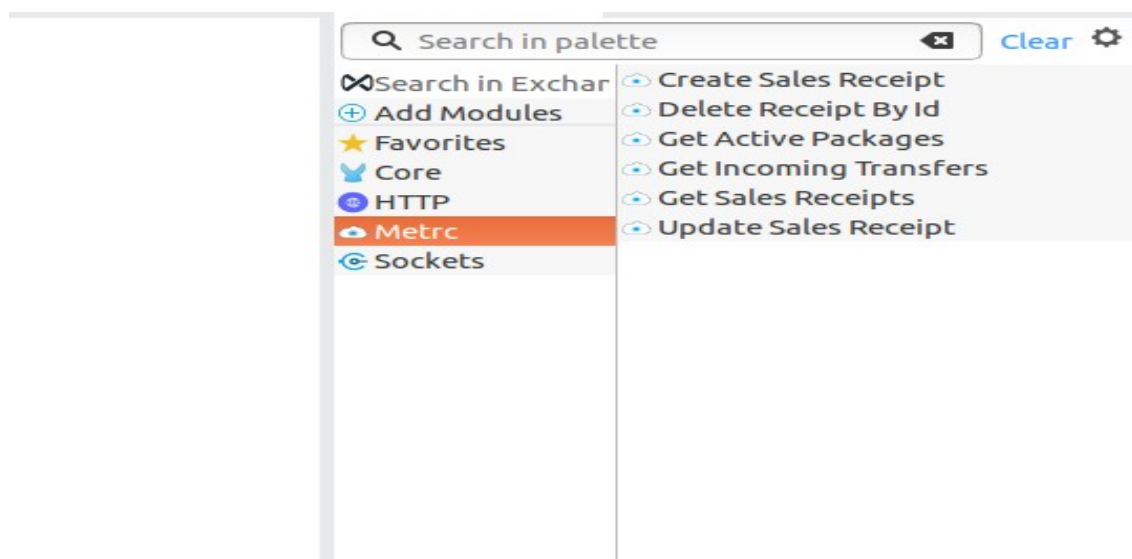 Search in palette
Clear
Search in Exchan
Add Modules
Favorites
Core
HTTP
Metrc
Sockets
Create Sales Receipt
Delete Receipt By Id
Get Active Packages
Get Incoming Transfers
Get Sales Receipts
Update Sales Receipt